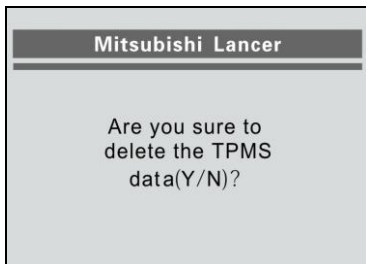 Mitsubishi Lancer
Are you sure to
delete the TPMS
data(Y/N)?